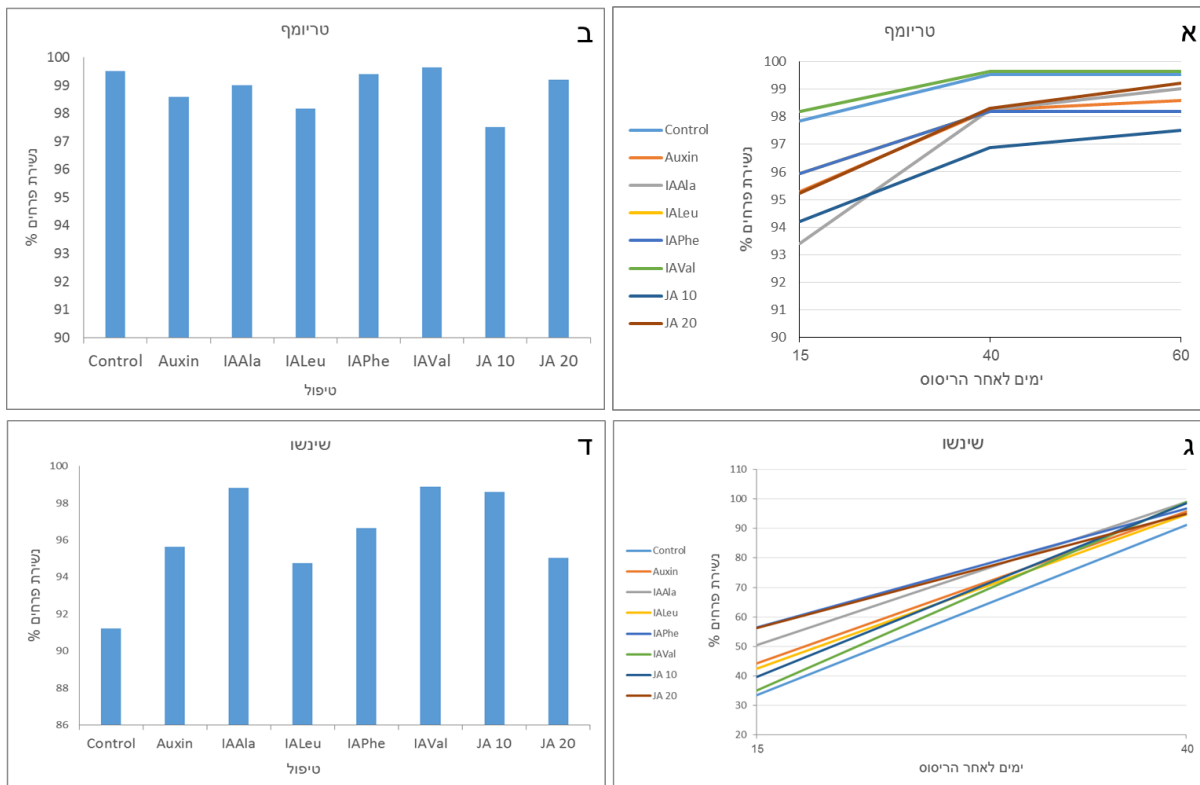 א
טריומף
נשירת פרחים %
100
99
98
97
96
95
94
93
92
91
90
15
40
60
ימים לאחר הריסוס
Control
Auxin
IAAla
IALeu
IAPhe
IAVal
JA 10
JA 20
ב
טריומף
נשירת פרחים %
100
99
98
97
96
95
94
93
92
91
90
Control
Auxin
IAAla
IALeu
IAPhe
IAVal
JA 10
JA 20
טיפול
ג
שינשו
נשירת פרחים %
110
100
90
80
70
60
50
40
30
20
15
40
ימים לאחר הריסוס
Control
Auxin
IAAla
IALeu
IAPhe
IAVal
JA 10
JA 20
ד
שינשו
נשירת פרחים %
100
98
96
94
92
90
88
86
Control
Auxin
IAAla
IALeu
IAPhe
IAVal
JA 10
JA 20
טיפול